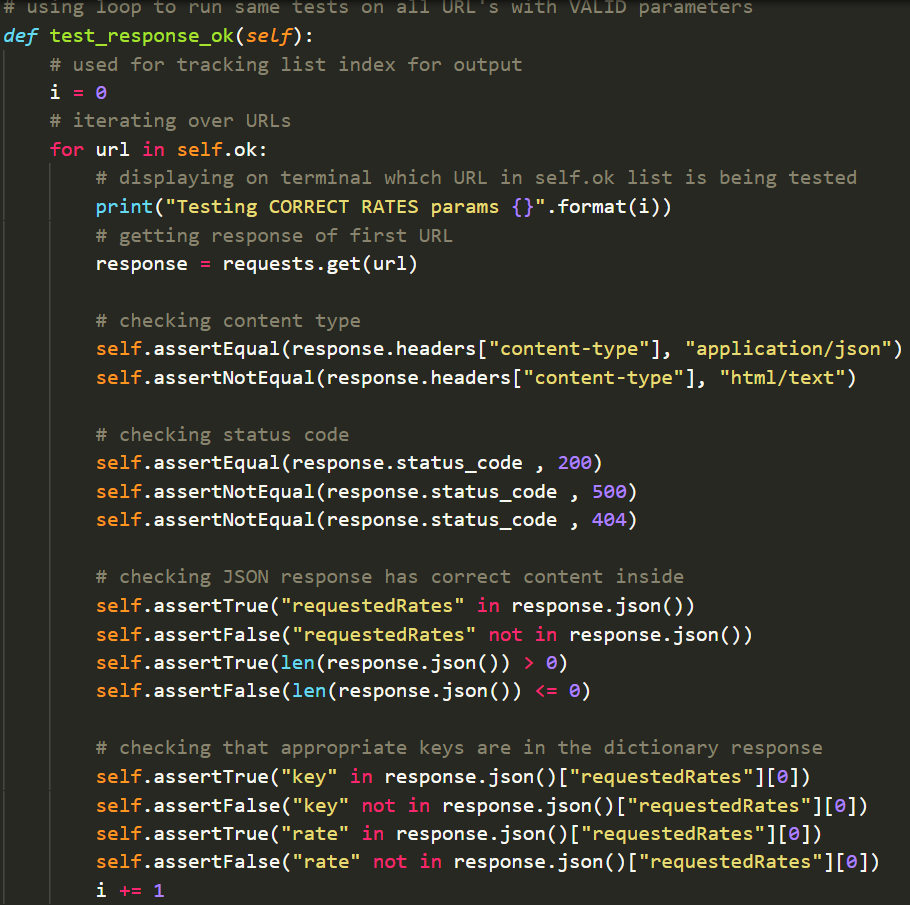 # using loop to run same tests on all URL's with VALID parameters
def test_response_ok(self):
# used for tracking list index for output
i = 0
# iterating over URLs
for url in self.ok:
# displaying on terminal which URL in self.ok list is being tested
print("Testing CORRECT RATES params {}".format(i))
# getting response of first URL
response = requests.get(url)
# checking content type
self.assertEqual(response.headers["content-type"], "application/json")
self.assertNotEqual(response.headers["content-type"], "html/text")
# checking status code
self.assertEqual(response.status_code , 200)
self.assertNotEqual(response.status_code , 500)
self.assertNotEqual(response.status_code , 404)
# checking JSON response has correct content inside
self.assertTrue("requestedRates" in response.json())
self.assertFalse("requestedRates" not in response.json())
self.assertTrue(len(response.json()) > 0)
self.assertFalse(len(response.json()) <= 0)
# checking that appropriate keys are in the dictionary response
self.assertTrue("key" in response.json()["requestedRates"][0])
self.assertFalse("key" not in response.json()["requestedRates"][0])
self.assertTrue("rate" in response.json()["requestedRates"][0])
self.assertFalse("rate" not in response.json()["requestedRates"][0])
i += 1